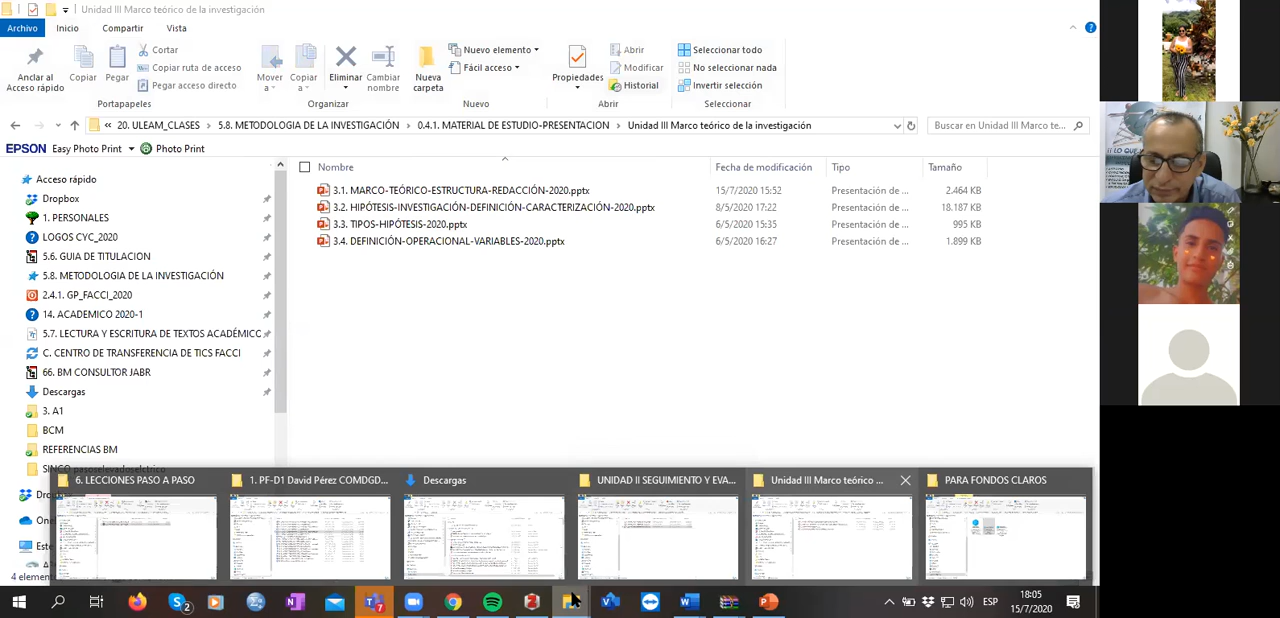 Unidad III Marco teórico de la investigación
Archivo Inicio Compartir Vista
Anclar al Acceso rápido
Copiar
Pegar
Cortar
Copiar ruta de acceso
Pegar acceso directo
Portapapeles
Mover a
Copiar a
Eliminar
Cambiar nombre
Organizar
Nueva carpeta
Nuevo elemento
Fácil acceso
Nuevo
Propiedades
Abrir
Modificar
Historial
Abrir
Seleccionar todo
No seleccionar nada
Invertir selección
Seleccionar
« 20. ULEAM_CLASES > 5.8. METODOLOGIA DE LA INVESTIGACIÓN > 0.4.1. MATERIAL DE ESTUDIO-PRESENTACION > Unidad III Marco teórico de la investigación
Buscar en Unidad III Marco te...
EPSON Easy Photo Print Photo Print
Acceso rápido
Dropbox
1. PERSONALES
LOGOS CYC_2020
5.6. GUIA DE TITULACION
5.8. METODOLOGIA DE LA INVESTIGACIÓN
2.4.1. GP_FACCI_2020
14. ACADEMICO 2020-1
5.7. LECTURA Y ESCRITURA DE TEXTOS ACADÉMICO
C. CENTRO DE TRANSFERENCIA DE TICS FACCI
66. BM CONSULTOR JABR
Descargas
3. A1
BCM
REFERENCIAS BM
Nombre Fecha de modificación Tipo Tamaño
3.1. MARCO-TEÓRICO-ESTRUCTURA-REDACCIÓN-2020.pptx 15/7/2020 15:52 Presentación de ... 2.464 KB
3.2. HIPÓTESIS-INVESTIGACIÓN-DEFINICIÓN-CARACTERIZACIÓN-2020.pptx 8/5/2020 17:22 Presentación de ... 18.187 KB
3.3. TIPOS-HIPÓTESIS-2020.pptx 6/5/2020 15:35 Presentación de ... 995 KB
3.4. DEFINICIÓN-OPERACIONAL-VARIABLES-2020.pptx 6/5/2020 16:27 Presentación de ... 1.899 KB
6. LECCIONES PASO A PASO
1. PF-D1 David Pérez COMDGD...
Descargas
UNIDAD II SEGUIMIENTO Y EVA...
Unidad III Marco teórico ...
PARA FONDOS CLAROS
ESP
18:05
15/7/2020